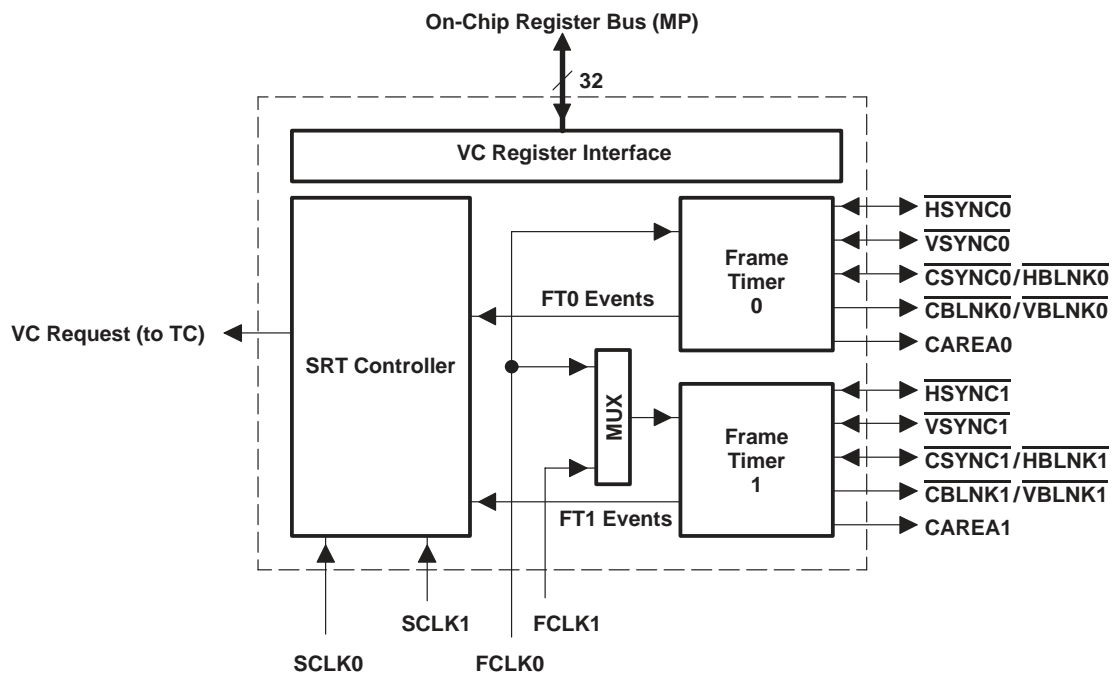 On-Chip Register Bus (MP)
32
VC Register Interface
HSYNC0
VSYNC0
Frame
Timer
0
CSYNC0/HBLNK0
FT0 Events
CBLNK0/VBLNK0
VC Request (to TC)
CAREA0
SRT Controller
HSYNC1
MUX
VSYNC1
Frame
Timer
1
CSYNC1/HBLNK1
CBLNK1/VBLNK1
FT1 Events
CAREA1
SCLK1
FCLK1
SCLK0
FCLK0